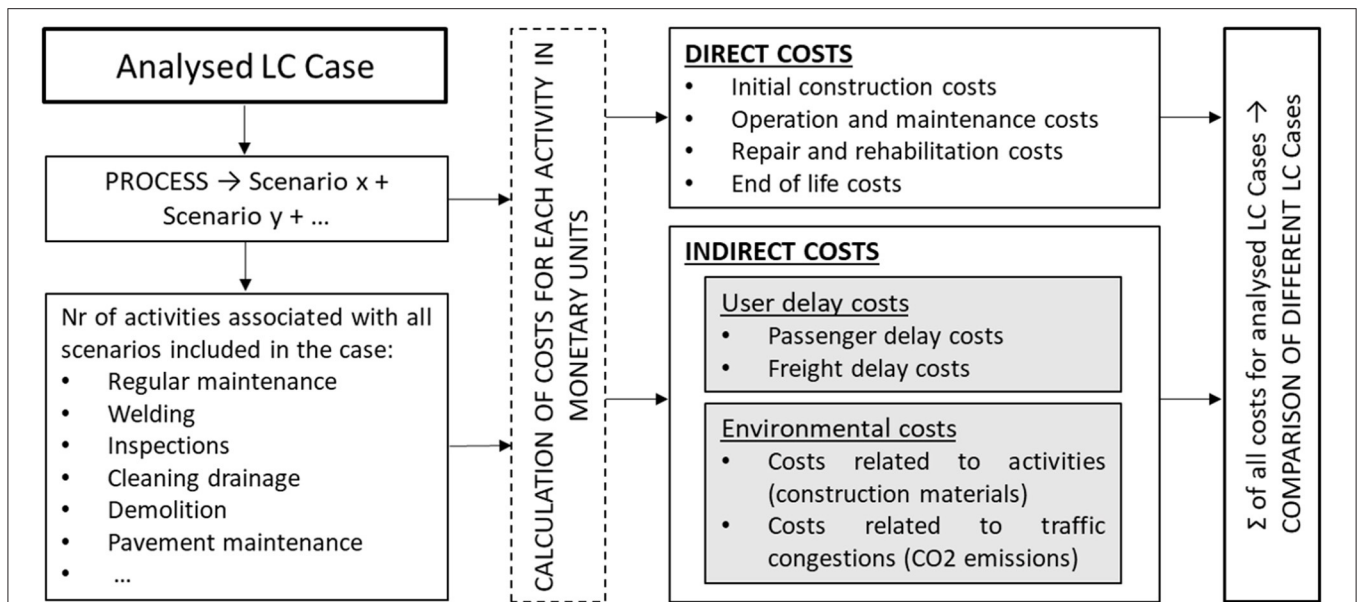 Analysed LC Case
PROCESS → Scenario x +
Scenario y + ...
Nr of activities associated with all
scenarios included in the case:
• Regular maintenance
• Welding
• Inspections
• Cleaning drainage
• Demolition
• Pavement maintenance
• ...
CALCULATION OF COSTS FOR EACH ACTIVITY IN
MONETARY UNITS
DIRECT COSTS
• Initial construction costs
• Operation and maintenance costs
• Repair and rehabilitation costs
• End of life costs
INDIRECT COSTS
User delay costs
• Passenger delay costs
• Freight delay costs
Environmental costs
• Costs related to activities
(construction materials)
• Costs related to traffic
congestions (CO2 emissions)
Σ of all costs for analysed LC Cases →
COMPARISON OF DIFFERENT LC Cases